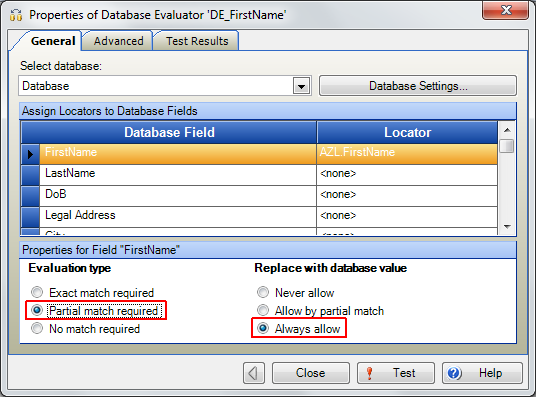 Properties of Database Evaluator 'DE_FirstName'
General Advanced Test Results
Select database:
Database Database Settings...
Assign Locators to Database Fields
Database Field Locator
FirstName AZL.FirstName
LastName <none>
DoB <none>
Legal Address <none>
City <none>
Properties for Field "FirstName"
Evaluation type Replace with database value
Exact match required Never allow
Partial match required Allow by partial match
No match required Always allow
Close Test Help